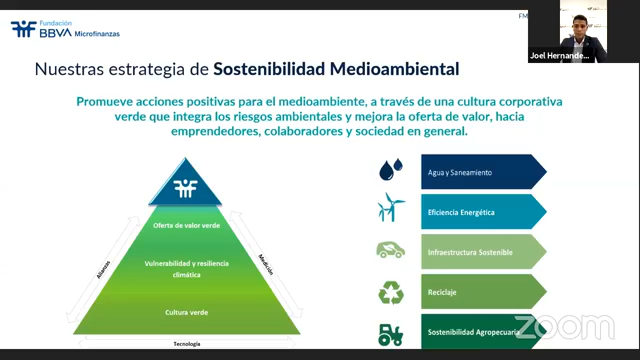 Fundación
BBVA Microfinanzas
FM
Joel Hernande...
Nuestras estrategia de Sostenibilidad Medioambiental
Promueve acciones positivas para el medioambiente, a través de una cultura corporativa
verde que integra los riesgos ambientales y mejora la oferta de valor, hacia
emprendedores, colaboradores y sociedad en general.
Oferta de valor verde
Vulnerabilidad y resiliencia
climática
Cultura verde
Alianzas
Medición
Tecnología
Agua y Saneamiento
Eficiencia Energética
Infraestructura Sostenible
Reciclaje
Sostenibilidad Agropecuaria
zoom